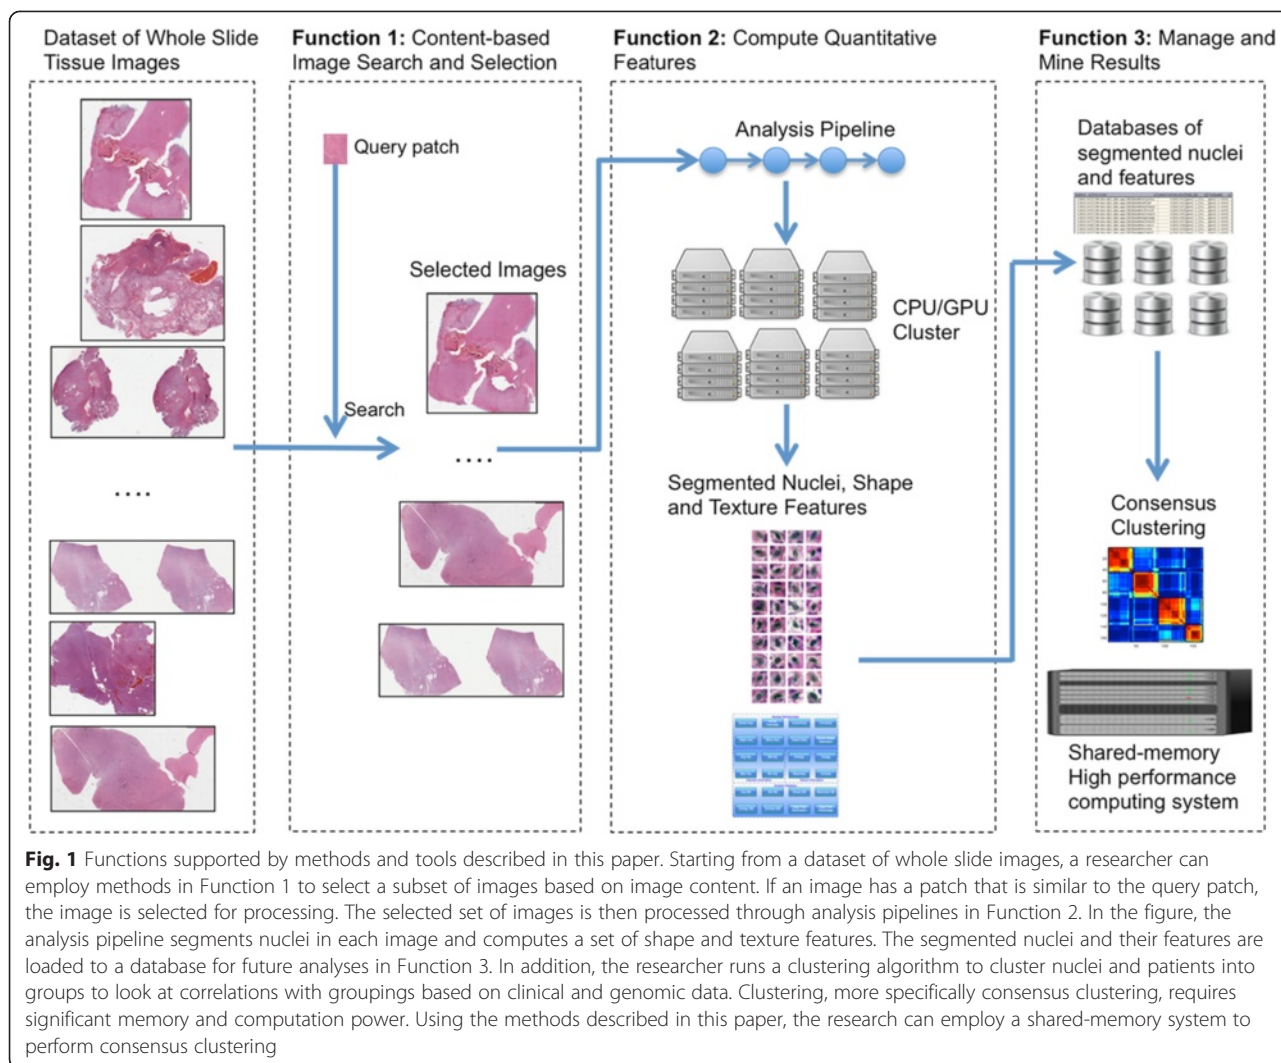 Dataset of Whole Slide
Tissue Images
Function 1: Content-based
Image Search and Selection
Function 2: Compute Quantitative
Features
Function 3: Manage and
Mine Results
Query patch
Search
Selected Images
....
....
Analysis Pipeline
CPU/GPU
Cluster
Segmented Nuclei, Shape
and Texture Features
Databases of
segmented nuclei
and features
Consensus
Clustering
Shared-memory
High performance
computing system
Fig. 1 Functions supported by methods and tools described in this paper. Starting from a dataset of whole slide images, a researcher can
employ methods in Function 1 to select a subset of images based on image content. If an image has a patch that is similar to the query patch,
the image is selected for processing. The selected set of images is then processed through analysis pipelines in Function 2. In the figure, the
analysis pipeline segments nuclei in each image and computes a set of shape and texture features. The segmented nuclei and their features are
loaded to a database for future analyses in Function 3. In addition, the researcher runs a clustering algorithm to cluster nuclei and patients into
groups to look at correlations with groupings based on clinical and genomic data. Clustering, more specifically consensus clustering, requires
significant memory and computation power. Using the methods described in this paper, the research can employ a shared-memory system to
perform consensus clustering